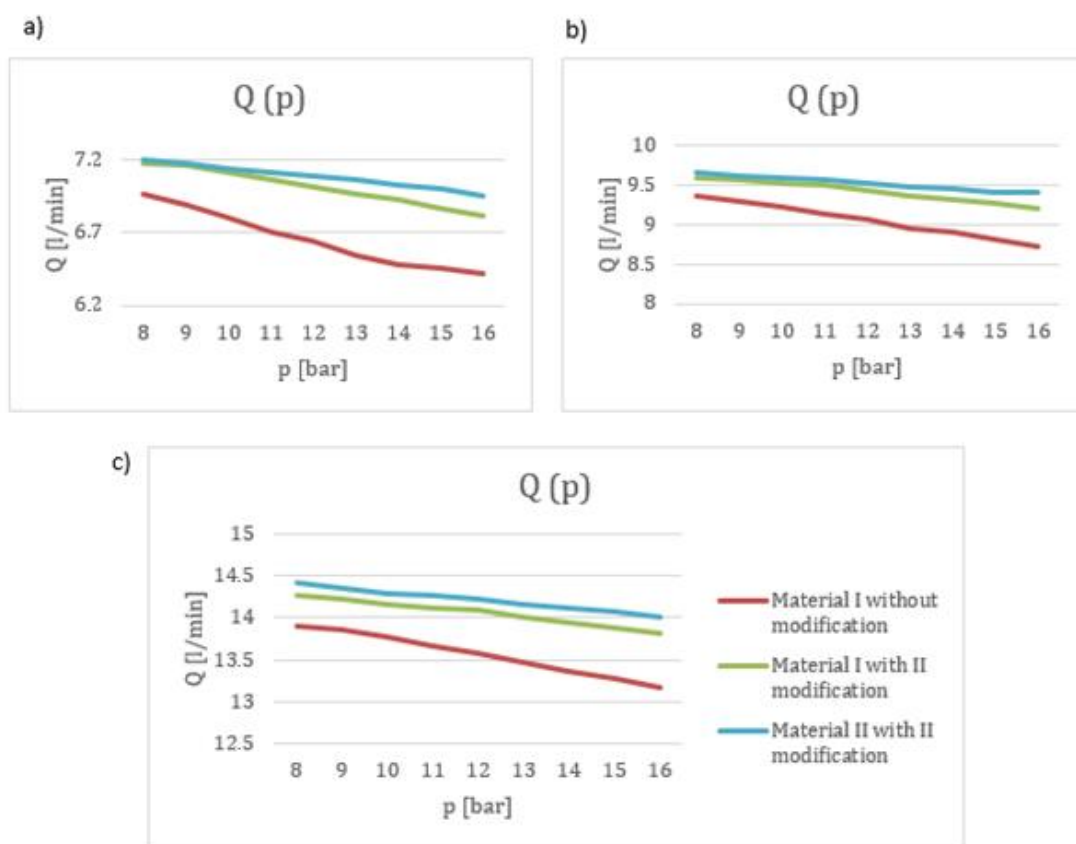 a)
Q (p)
Q [l/min]
7.2
6.7
6.2
8 9 10 11 12 13 14 15 16
p [bar]
b)
Q (p)
Q [l/min]
10
9.5
9
8.5
8
8 9 10 11 12 13 14 15 16
p [bar]
c)
Q (p)
Q [l/min]
15
14.5
14
13.5
13
12.5
8 9 10 11 12 13 14 15 16
p [bar]
Material I without
modification
Material I with II
modification
Material II with II
modification